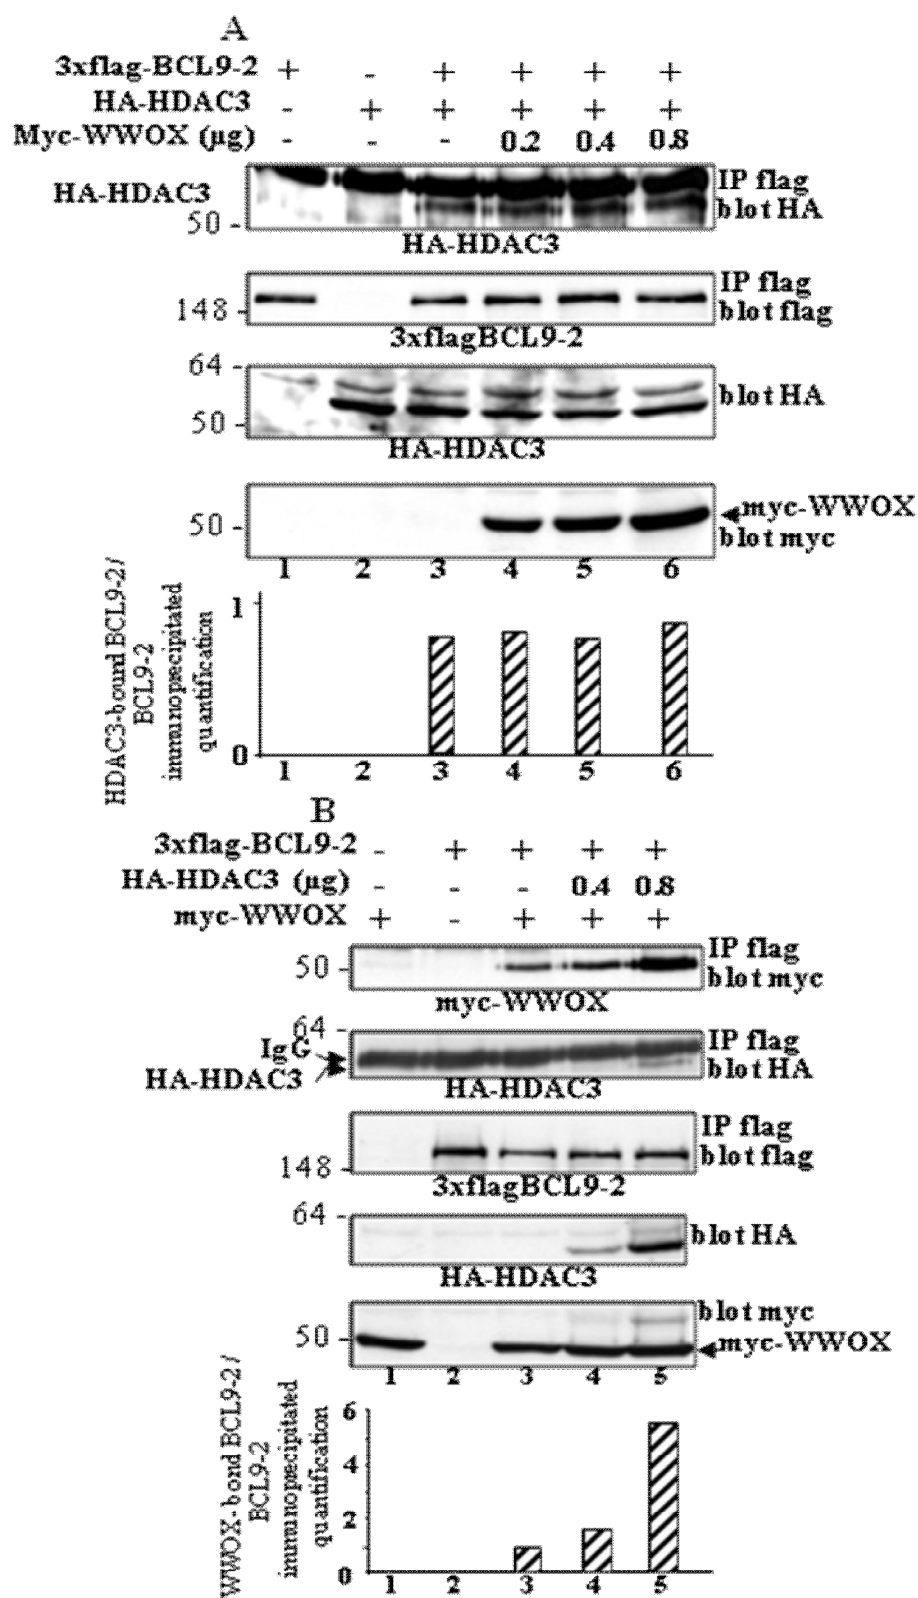 A
3xflag-BCL9-2 + - + + + +
HA-HDAC3 - + + + + +
Myc-WWOX (µg) - - - 0.2 0.4 0.8
HA-HDAC3
50 -
IP flag
blot HA
HA-HDAC3
148 -
IP flag
blot flag
3xflagBCL9-2
64 -
50 -
blot HA
HA-HDAC3
50 -
myc-WWOX
blot myc
1 2 3 4 5 6
HDAC3-bound BCL9-2/
BCL9-2
immunopecipitated
quantification
1
0
1 2 3 4 5 6
B
3xflag-BCL9-2 - + + + +
HA-HDAC3 (µg) - - - 0.4 0.8
myc-WWOX + - + + +
50 -
IP flag
blot myc
myc-WWOX
64 -
IgG
HA-HDAC3
IP flag
blot HA
HA-HDAC3
148 -
IP flag
blot flag
3xflagBCL9-2
64 -
blot HA
HA-HDAC3
50 -
blot myc
myc-WWOX
1 2 3 4 5
WWOX-bond BCL9-2/
BCL9-2
immunopecipitated
quantification
6
4
2
0
1 2 3 4 5